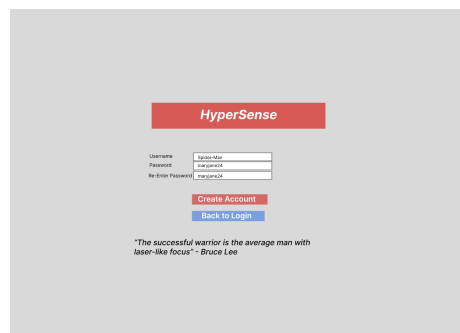 HyperSense
Username Spider-Man
Password maryjane24
Re-Enter Password maryjane24
Create Account
Back to Login
"The successful warrior is the average man with
laser-like focus" - Bruce Lee